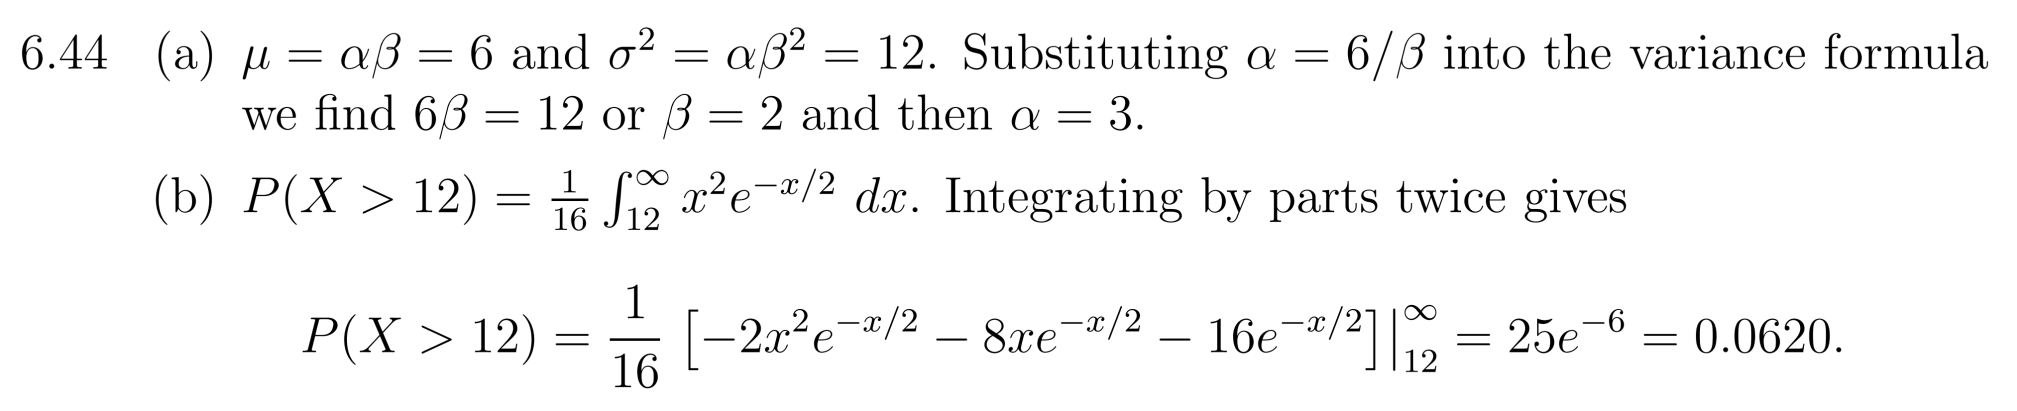 6.44 (a) μ = αβ = 6 and σ² = αβ² = 12. Substituting α = 6/β into the variance formula
we find 6β = 12 or β = 2 and then α = 3.
(b) P(X > 12) = 1/16 ∫₁₂^∞ x²e^{−x/2} dx. Integrating by parts twice gives
P(X > 12) = 1/16 [−2x²e^{−x/2} − 8xe^{−x/2} − 16e^{−x/2}]|₁₂^∞ = 25e^{−6} = 0.0620.